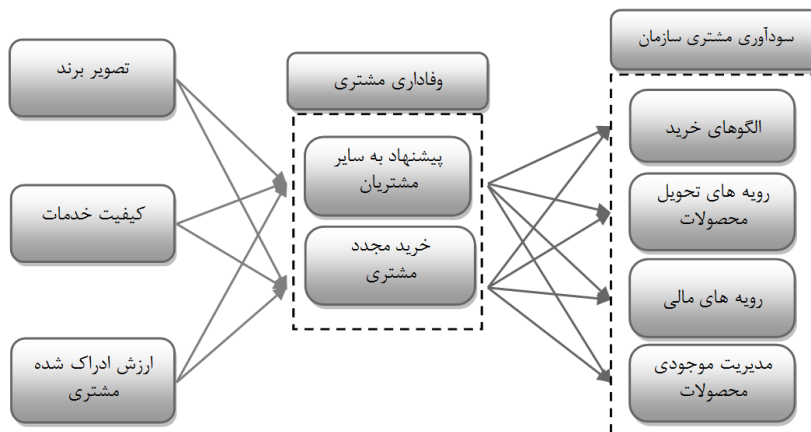 سودآوری مشتری سازمان
تصویر برند
وفاداری مشتری
الگوهای خرید
پیشنهاد به سایر
مشتریان
رویه های تحویل
محصولات
کیفیت خدمات
خرید مجدد
مشتری
رویه های مالی
ارزش ادراک شده
مشتری
مدیریت موجودی
محصولات